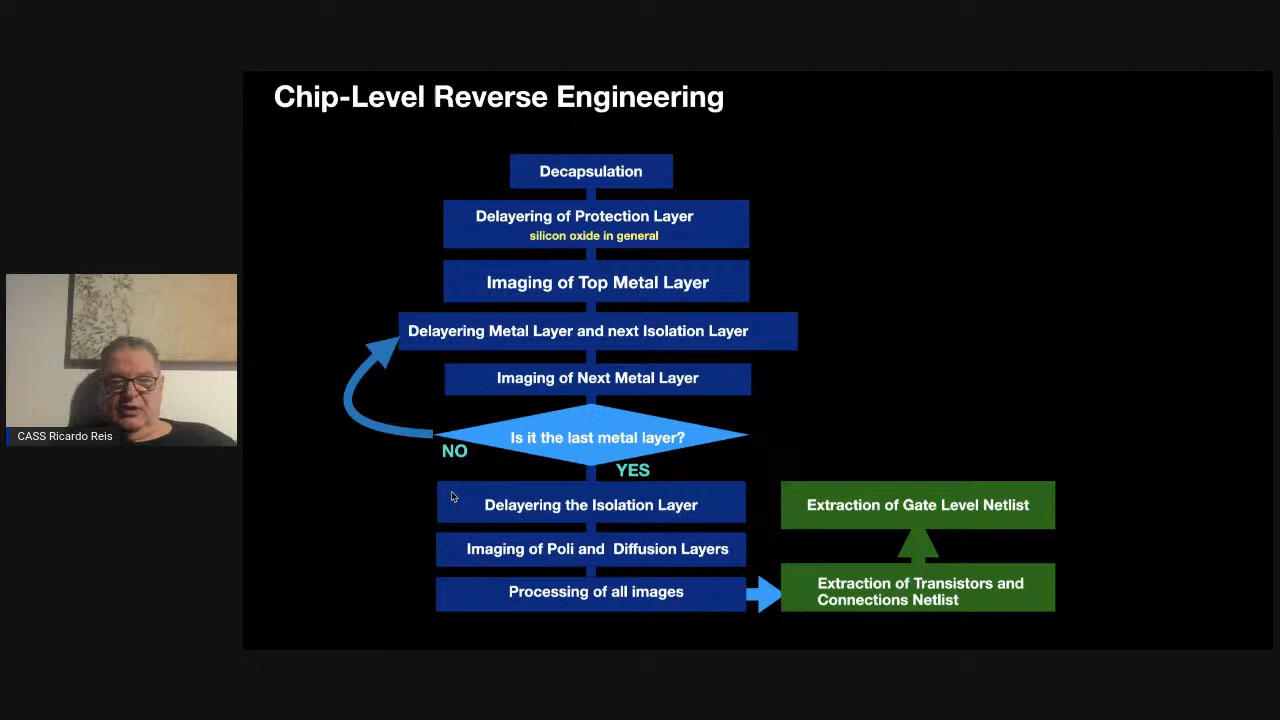 Chip-Level Reverse Engineering
Decapsulation
Delayering of Protection Layer
silicon oxide in general
Imaging of Top Metal Layer
Delayering Metal Layer and next Isolation Layer
Imaging of Next Metal Layer
Is it the last metal layer?
NO
YES
Delayering the Isolation Layer
Imaging of Poli and Diffusion Layers
Processing of all images
Extraction of Transistors and
Connections Netlist
Extraction of Gate Level Netlist
CASS Ricardo Reis